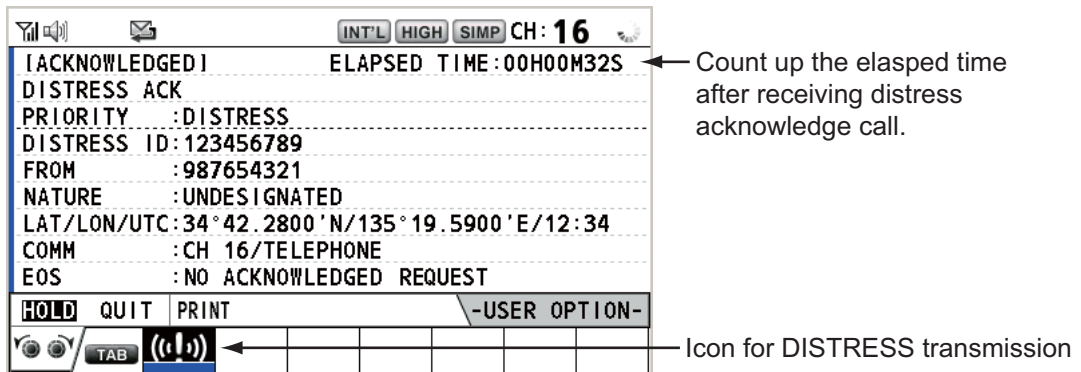 INT'L HIGH SIMP CH: 16
[ACKNOWLEDGED] ELAPSED TIME:00H00M32S
DISTRESS ACK
PRIORITY :DISTRESS
DISTRESS ID:123456789
FROM :987654321
NATURE :UNDESIGNATED
LAT/LON/UTC:34°42.2800'N/135°19.5900'E/12:34
COMM :CH 16/TELEPHONE
EOS :NO ACKNOWLEDGED REQUEST
HOLD QUIT PRINT -USER OPTION-
TAB
Count up the elasped time
after receiving distress
acknowledge call.
Icon for DISTRESS transmission